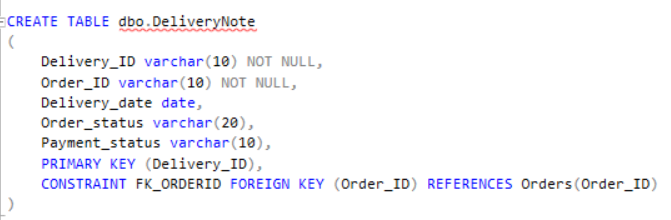 CREATE TABLE dbo.DeliveryNote
(
Delivery_ID varchar(10) NOT NULL,
Order_ID varchar(10) NOT NULL,
Delivery_date date,
Order_status varchar(20),
Payment_status varchar(10),
PRIMARY KEY (Delivery_ID),
CONSTRAINT FK_ORDERID FOREIGN KEY (Order_ID) REFERENCES Orders(Order_ID)
)